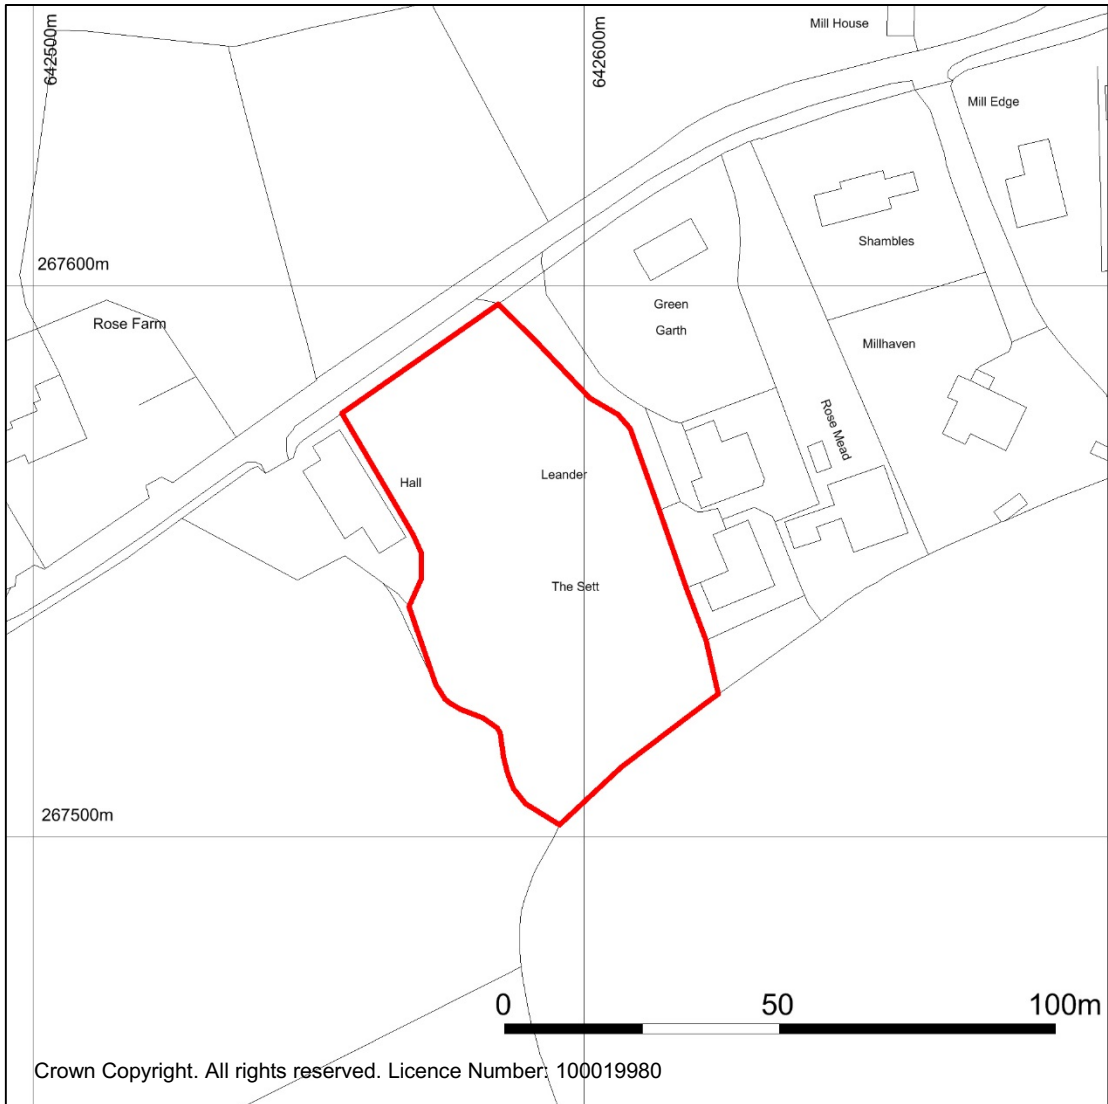 Mill House
642500m
642600m
Mill Edge
Shambles
267600m
Green
Garth
Rose Farm
Millhaven
Rose Mead
Leander
Hall
The Sett
267500m
0 50 100m
Crown Copyright. All rights reserved. Licence Number: 100019980